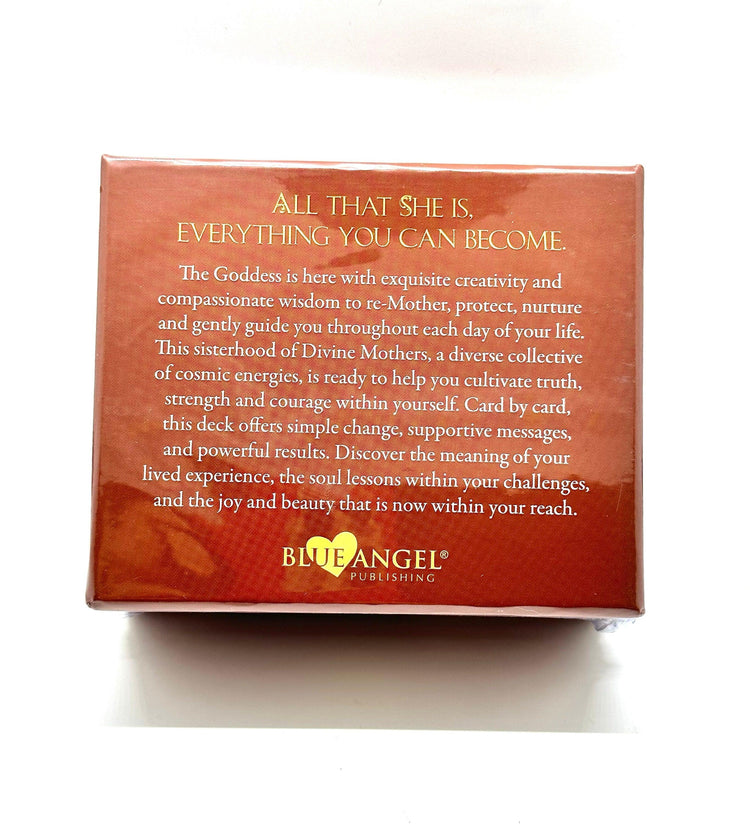 ALL THAT SHE IS,
EVERYTHING YOU CAN BECOME.
The Goddess is here with exquisite creativity and
compassionate wisdom to re-Mother, protect, nurture
and gently guide you throughout each day of your life.
This sisterhood of Divine Mothers, a diverse collective
of cosmic energies, is ready to help you cultivate truth,
strength and courage within yourself. Card by card,
this deck offers simple change, supportive messages,
and powerful results. Discover the meaning of your
lived experience, the soul lessons within your challenges,
and the joy and beauty that is now within your reach.
BLUE ANGEL®
PUBLISHING